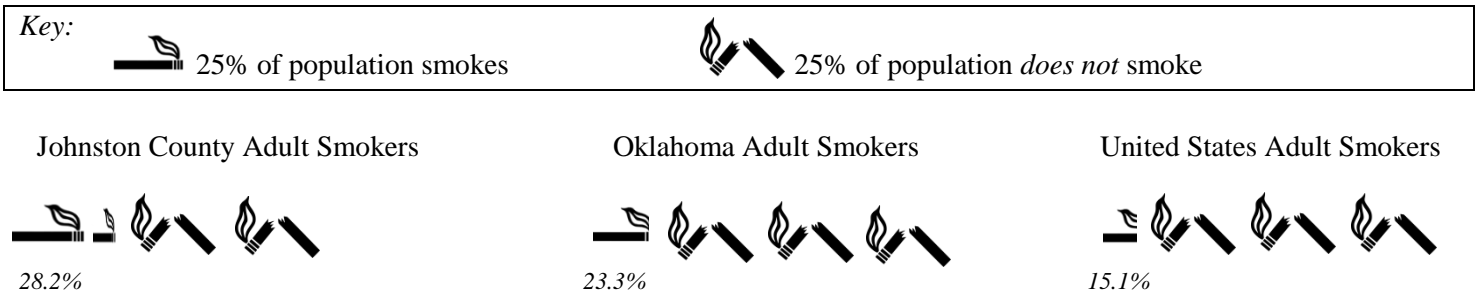 Key:
25% of population smokes 25% of population does not smoke
Johnston County Adult Smokers Oklahoma Adult Smokers United States Adult Smokers
28.2% 23.3% 15.1%